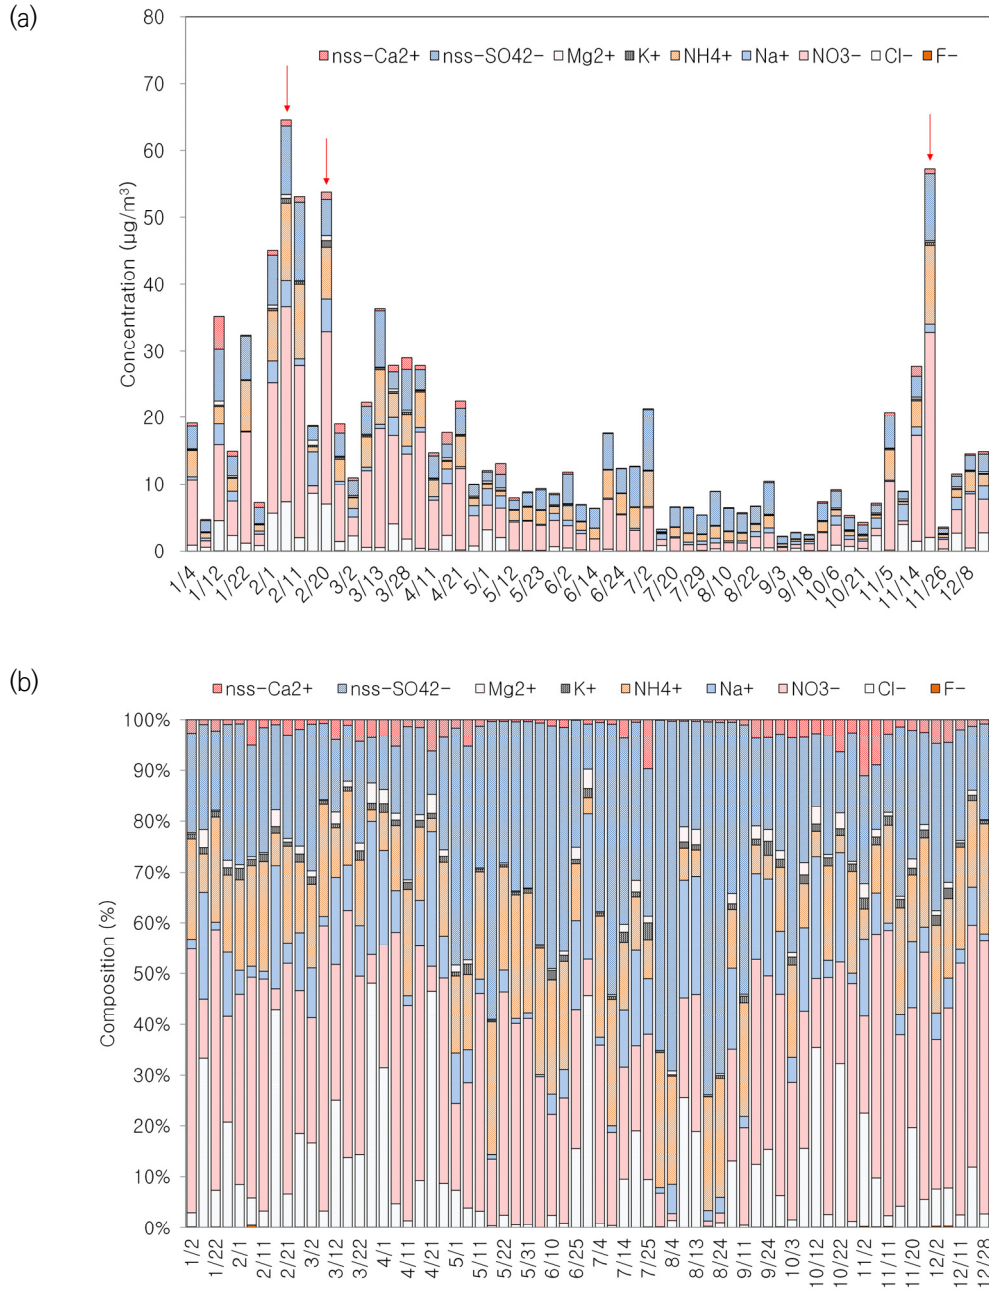 (a)
80
nss-Ca2+ nss-SO42- Mg2+ K+ NH4+ Na+ NO3- Cl- F-
70
60
50
40
30
20
10
0
Concentration (μg/m³)
1/4 1/12 1/22 2/1 2/11 2/20 3/2 3/13 3/28 4/11 4/21 5/1 5/12 5/23 6/2 6/14 6/24 7/2 7/20 7/29 8/10 8/22 9/3 9/18 10/6 10/21 11/5 11/14 11/26 12/8
(b)
nss-Ca2+ nss-SO42- Mg2+ K+ NH4+ Na+ NO3- Cl- F-
100%
90%
80%
70%
60%
50%
40%
30%
20%
10%
0%
Composition (%)
1/2 1/22 2/1 2/11 2/21 3/2 3/12 3/22 4/1 4/11 4/21 5/1 5/11 5/22 5/31 6/10 6/25 7/4 7/14 7/25 8/4 8/13 8/24 9/11 9/24 10/3 10/12 10/22 11/2 11/11 11/20 12/2 12/11 12/28